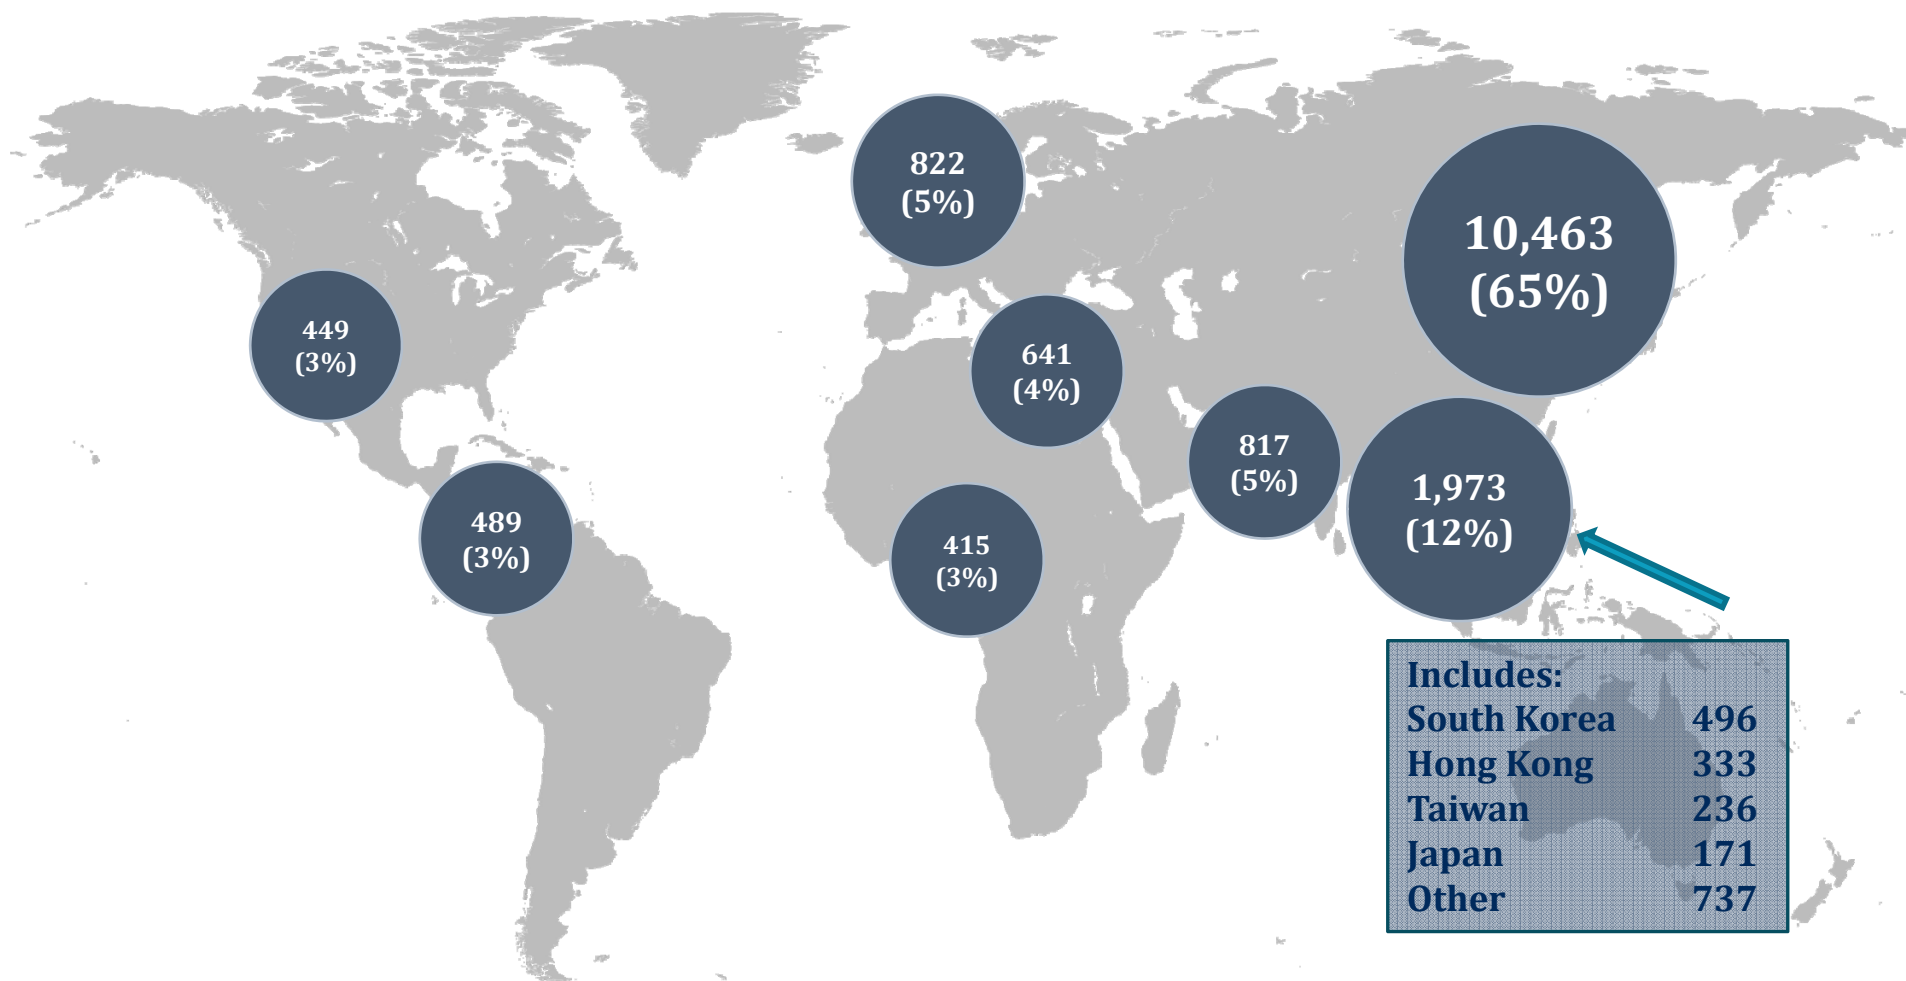 822
(5%)
10,463
(65%)
449
(3%)
641
(4%)
817
(5%)
1,973
(12%)
489
(3%)
415
(3%)
Includes:
South Korea 496
Hong Kong 333
Taiwan 236
Japan 171
Other 737